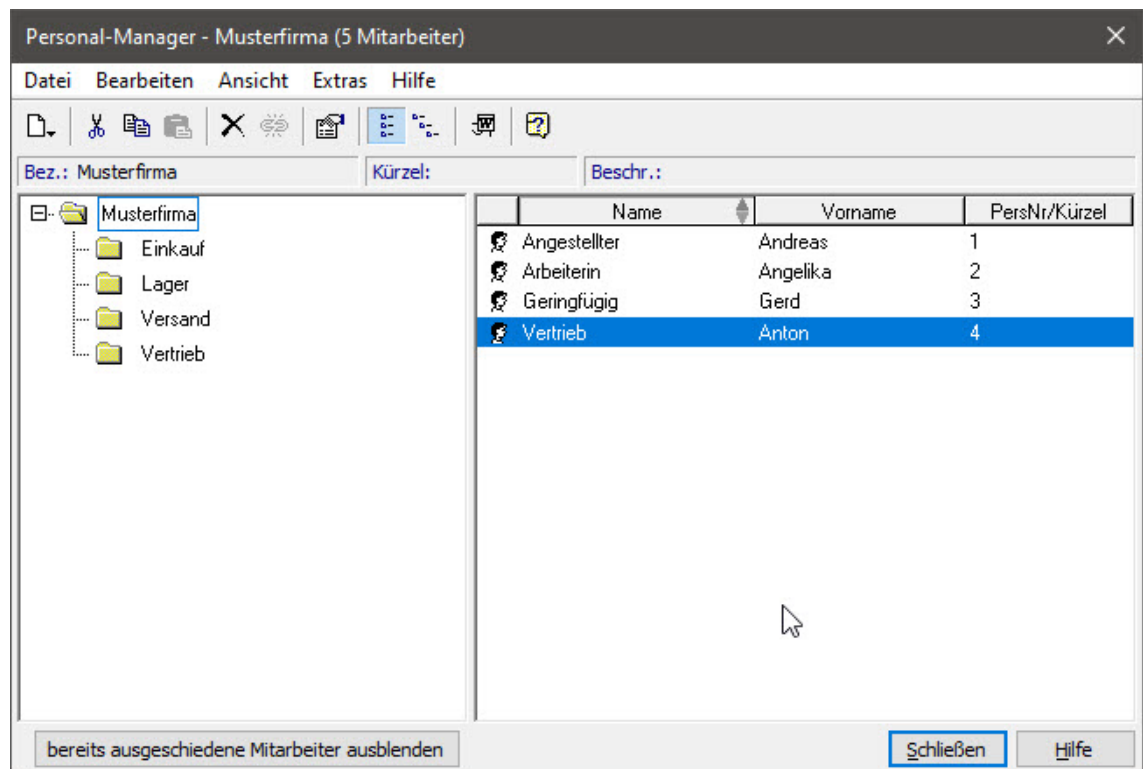 Personal-Manager - Musterfirma (5 Mitarbeiter)
Datei Bearbeiten Ansicht Extras Hilfe
Bez.: Musterfirma Kürzel: Beschr.:
Musterfirma
Einkauf
Lager
Versand
Vertrieb
Name Vorname PersNr/Kürzel
Angestellter Andreas 1
Arbeiterin Angelika 2
Geringfügig Gerd 3
Vertrieb Anton 4
bereits ausgeschiedene Mitarbeiter ausblenden Schließen Hilfe